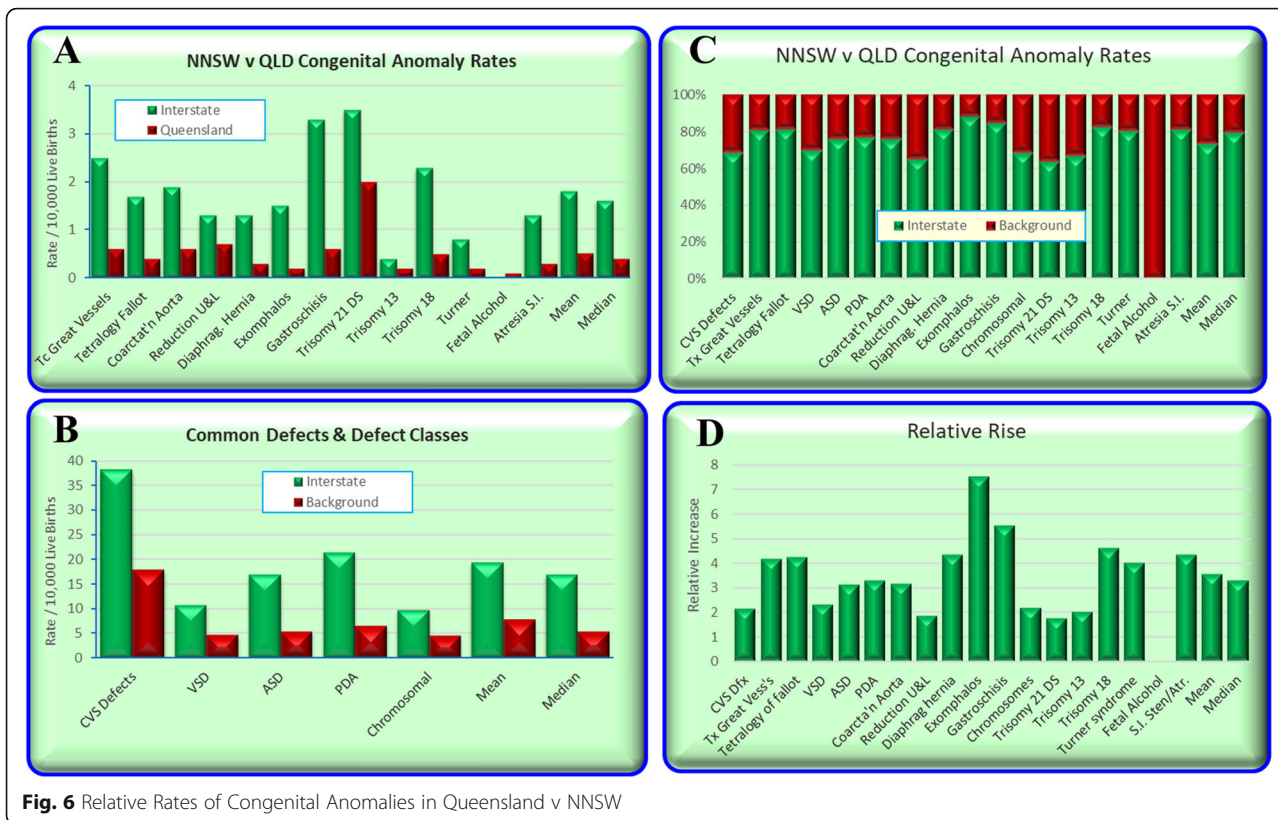 A
NNSW v QLD Congenital Anomaly Rates
Rate / 10,000 Live Births
4
3
2
1
0
Interstate
Queensland
Tc Great Vessels
Tetralogy Fallot
Coarctat'n Aorta
Reduction U&L
Diaphrag. Hernia
Exomphalos
Gastroschisis
Trisomy 21 DS
Trisomy 13
Trisomy 18
Turner
Fetal Alcohol
Atresia S.I.
Mean
Median
C
NNSW v QLD Congenital Anomaly Rates
100%
80%
60%
40%
20%
0%
Interstate
Background
CVS Defects
Tx Great Vessels
Tetralogy Fallot
VSD
ASD
PDA
Coarctat'n Aorta
Reduction U&L
Diaphrag. Hernia
Exomphalos
Gastroschisis
Chromosomal
Trisomy 21 DS
Trisomy 13
Trisomy 18
Turner
Fetal Alcohol
Atresia S.I.
Mean
Median
B
Common Defects & Defect Classes
Rate / 10,000 Live Births
40
35
30
25
20
15
10
5
0
Interstate
Background
CVS Defects
VSD
ASD
PDA
Chromsomal
Mean
Median
D
Relative Rise
Relative Increase
8
7
6
5
4
3
2
1
0
CVS Dfx
Tx Great Vess's
Tetralogy of fallot
VSD
ASD
PDA
Coarcta'n Aorta
Reduction U&L
Diaphrag hernia
Exomphalos
Gastroschisis
Chromosomes
Trisomy 21 DS
Trisomy 13
Trisomy 18
Turner syndrome
Fetal Alcohol
S.I. Sten/Atr.
Mean
Median
Fig. 6 Relative Rates of Congenital Anomalies in Queensland v NNSW